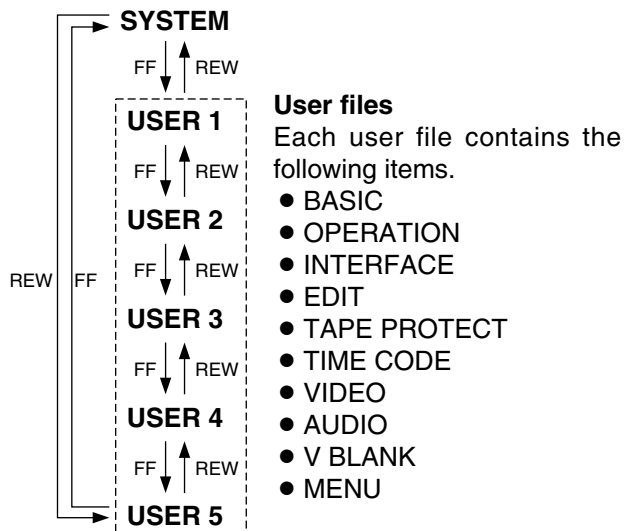 SYSTEM
FF REW
USER 1
FF REW
USER 2
FF REW
USER 3
FF REW
USER 4
FF REW
USER 5
REW FF
User files
Each user file contains the
following items.
● BASIC
● OPERATION
● INTERFACE
● EDIT
● TAPE PROTECT
● TIME CODE
● VIDEO
● AUDIO
● V BLANK
● MENU